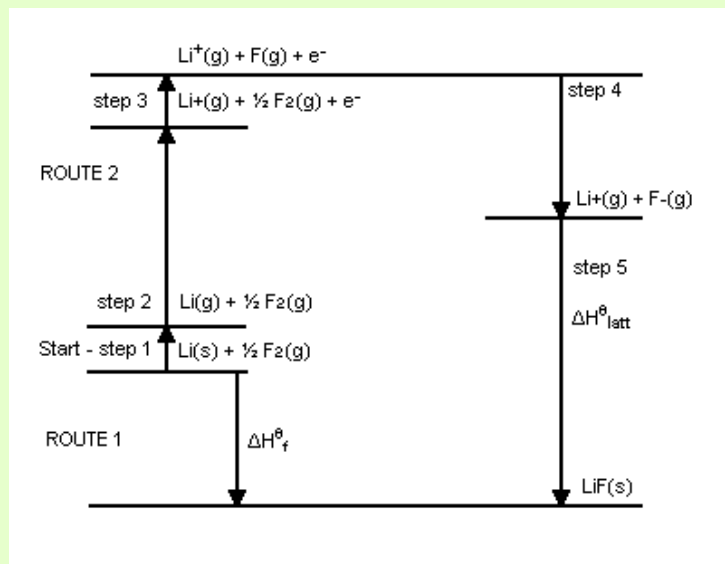 Li⁺(g) + F(g) + e-
step 3
Li+(g) + ½ F₂(g) + e-
step 4
ROUTE 2
Li+(g) + F-(g)
step 5
step 2
Li(g) + ½ F₂(g)
ΔHᶿlatt
Start - step 1
Li(s) + ½ F₂(g)
ROUTE 1
ΔHᶿf
LiF(s)